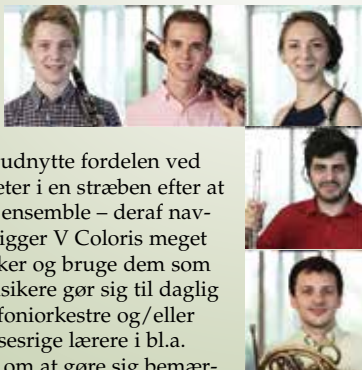 udnytte fordelen ved
eter i en stræben efter at
ensemble – deraf nav-
igger V Coloris meget
ker og bruge dem som
sikere gør sig til daglig
foniorkestre og/eller
sesrige lærere i bl.a.
om at gøre sig bemær-